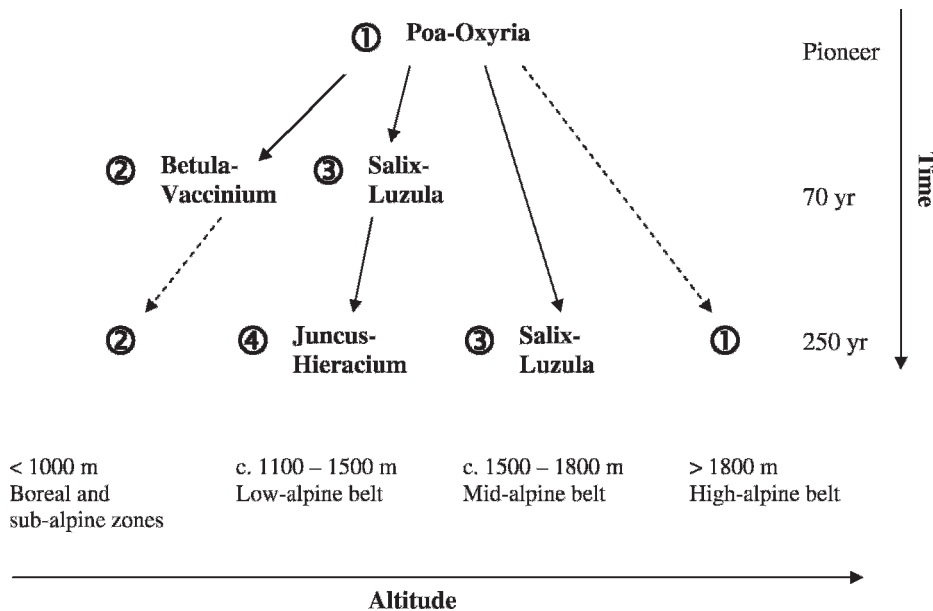 ① Poa-Oxyria
Pioneer
② Betula-
Vaccinium
③ Salix-
Luzula
70 yr
Time
②
④ Juncus-
Hieracium
③ Salix-
Luzula
①
250 yr
< 1000 m
Boreal and
sub-alpine zones
c. 1100 – 1500 m
Low-alpine belt
c. 1500 – 1800 m
Mid-alpine belt
> 1800 m
High-alpine belt
Altitude